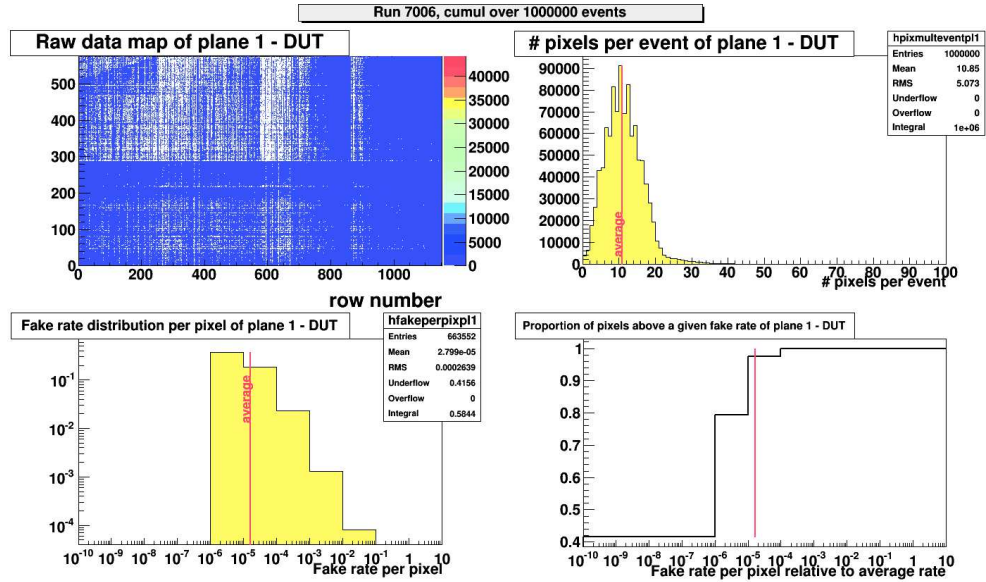 Run 7006, cumul over 1000000 events
Raw data map of plane 1 - DUT
500
400
300
200
100
0
0 200 400 600 800 1000
40000
35000
30000
25000
20000
15000
10000
5000
0
row number
# pixels per event of plane 1 - DUT
hpixmulteventpl1
Entries 1000000
Mean 10.85
RMS 5.073
Underflow 0
Overflow 0
Integral 1e+06
90000
80000
70000
60000
50000
40000
30000
20000
10000
0
average
0 10 20 30 40 50 60 70 80 90 100
# pixels per event
Fake rate distribution per pixel of plane 1 - DUT
hfakeperpixpl1
Entries 663552
Mean 2.799e-05
RMS 0.0002639
Underflow 0.4156
Overflow 0
Integral 0.5844
10^-1
10^-2
10^-3
10^-4
average
10^-10 10^-9 10^-8 10^-7 10^-6 10^-5 10^-4 10^-3 10^-2 10^-1 1 10
Fake rate per pixel
Proportion of pixels above a given fake rate of plane 1 - DUT
1
0.9
0.8
0.7
0.6
0.5
0.4
10^-10 10^-9 10^-8 10^-7 10^-6 10^-5 10^-4 10^-3 10^-2 10^-1 1 10
Fake rate per pixel relative to average rate